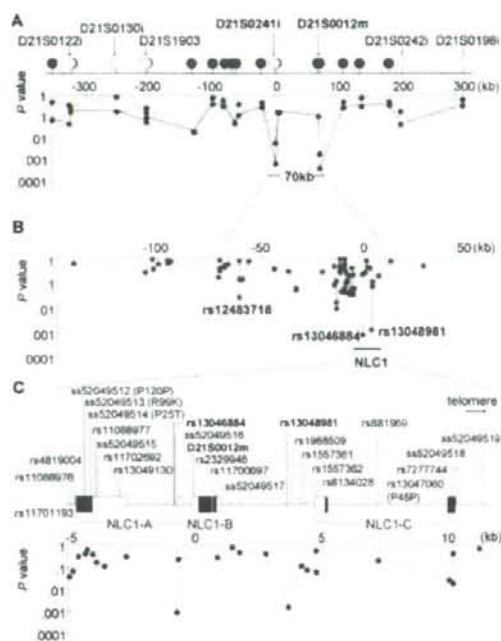 A
D21S0241i D21S0012m
D21S0130i
D21S0122i D21S1903 D21S0242i D21S0198i
-300 -200 -100 0 100 200 300 (kb)
P value
1
.1
.01
.001
.0001
70kb
B
-100 -50 0 50 (kb)
P value
1
.1
.01
.001
.0001
rs12483718
rs13046884 rs13048981
NLC1
C
telomere
ss52049512 (P120P)
ss52049513 (R99K)
ss52049514 (P25T)
rs11088977
ss52049515
rs11702692
rs13049130
rs4819004
rs11088976
rs11701193
rs13046884
ss52049516
D21S0012m
rs2329946
rs11700097
ss52049517
rs13048981
rs1988509
rs1557361
rs1557362
rs8134028
rs881969
ss52049519
ss52049518
rs7277744
rs13047060
(P45P)
NLC1-A NLC1-B NLC1-C
-5 0 5 10 (kb)
P value
1
.1
.01
.001
.0001